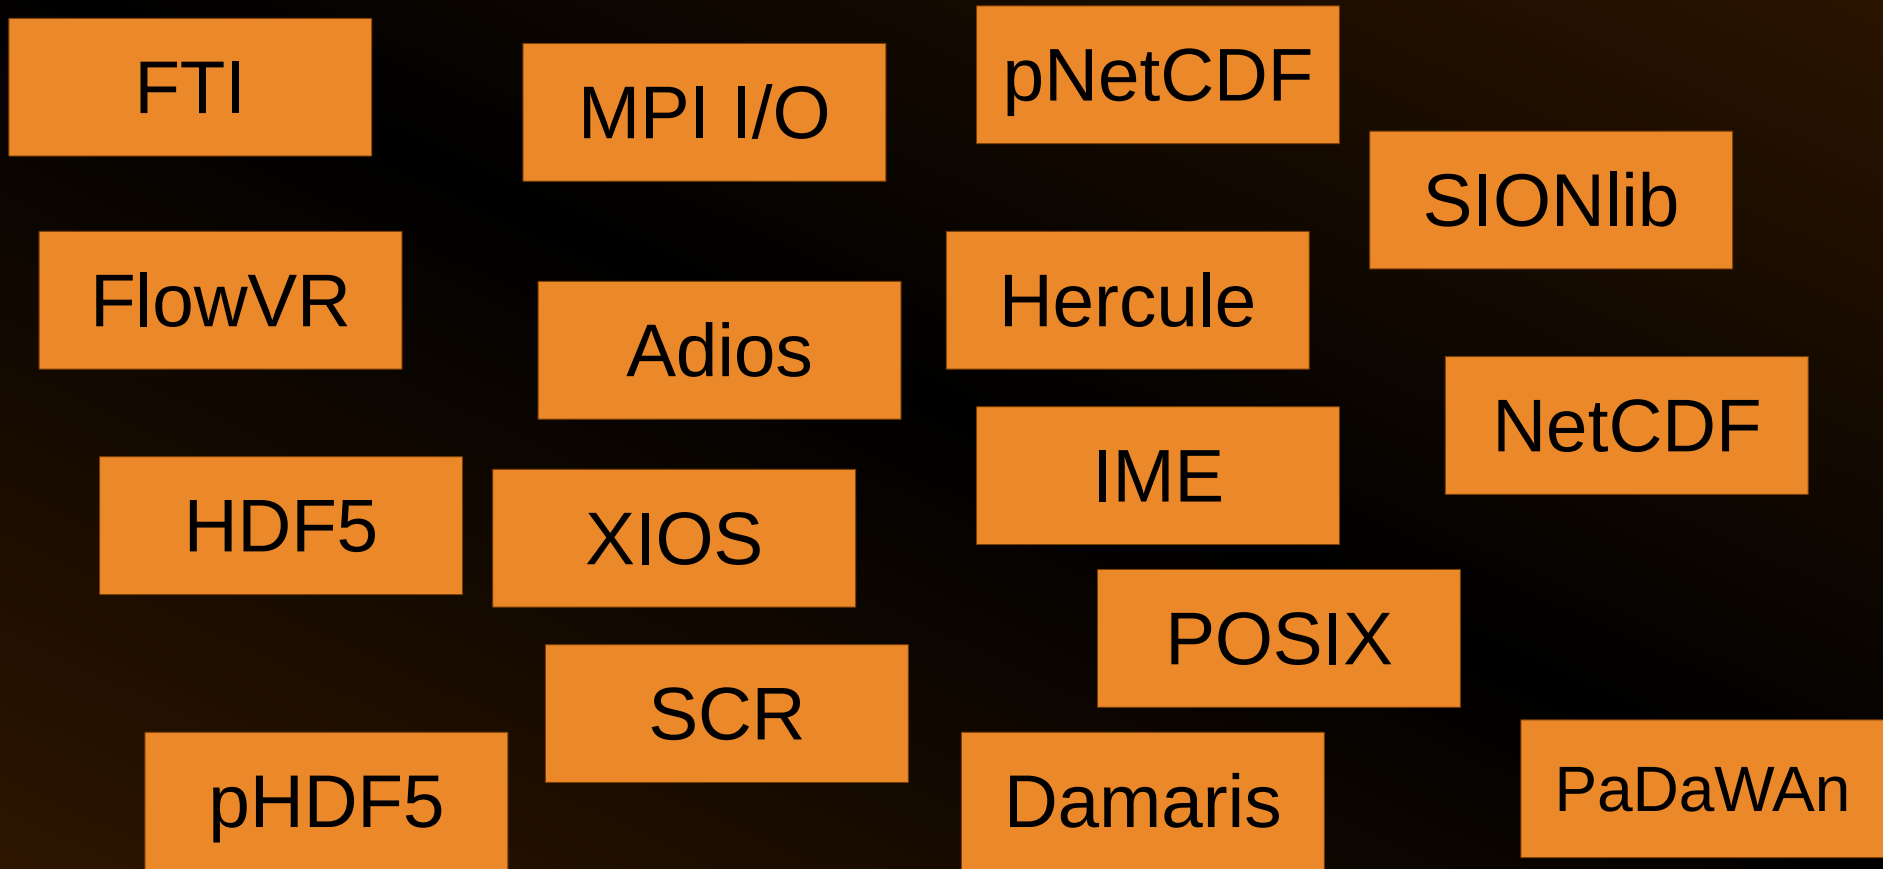 FTI
MPI I/O
pNetCDF
SIONlib
FlowVR
Adios
Hercule
NetCDF
HDF5
XIOS
IME
POSIX
SCR
pHDF5
Damaris
PaDaWAn